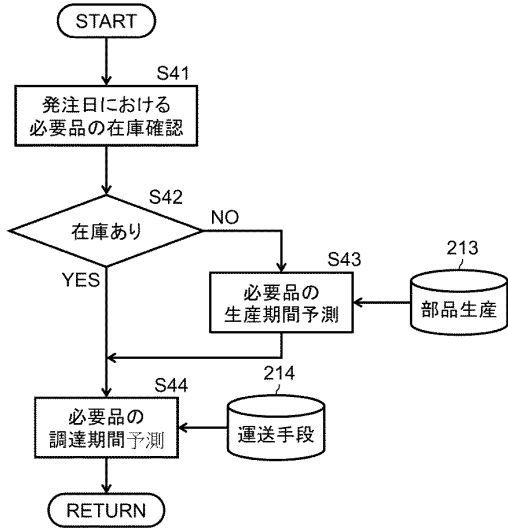 START
S41
発注日における
必要品の在庫確認
S42
在庫あり
NO
YES
S43
必要品の
生産期間予測
213
部品生産
S44
必要品の
調達期間予測
214
運送手段
RETURN